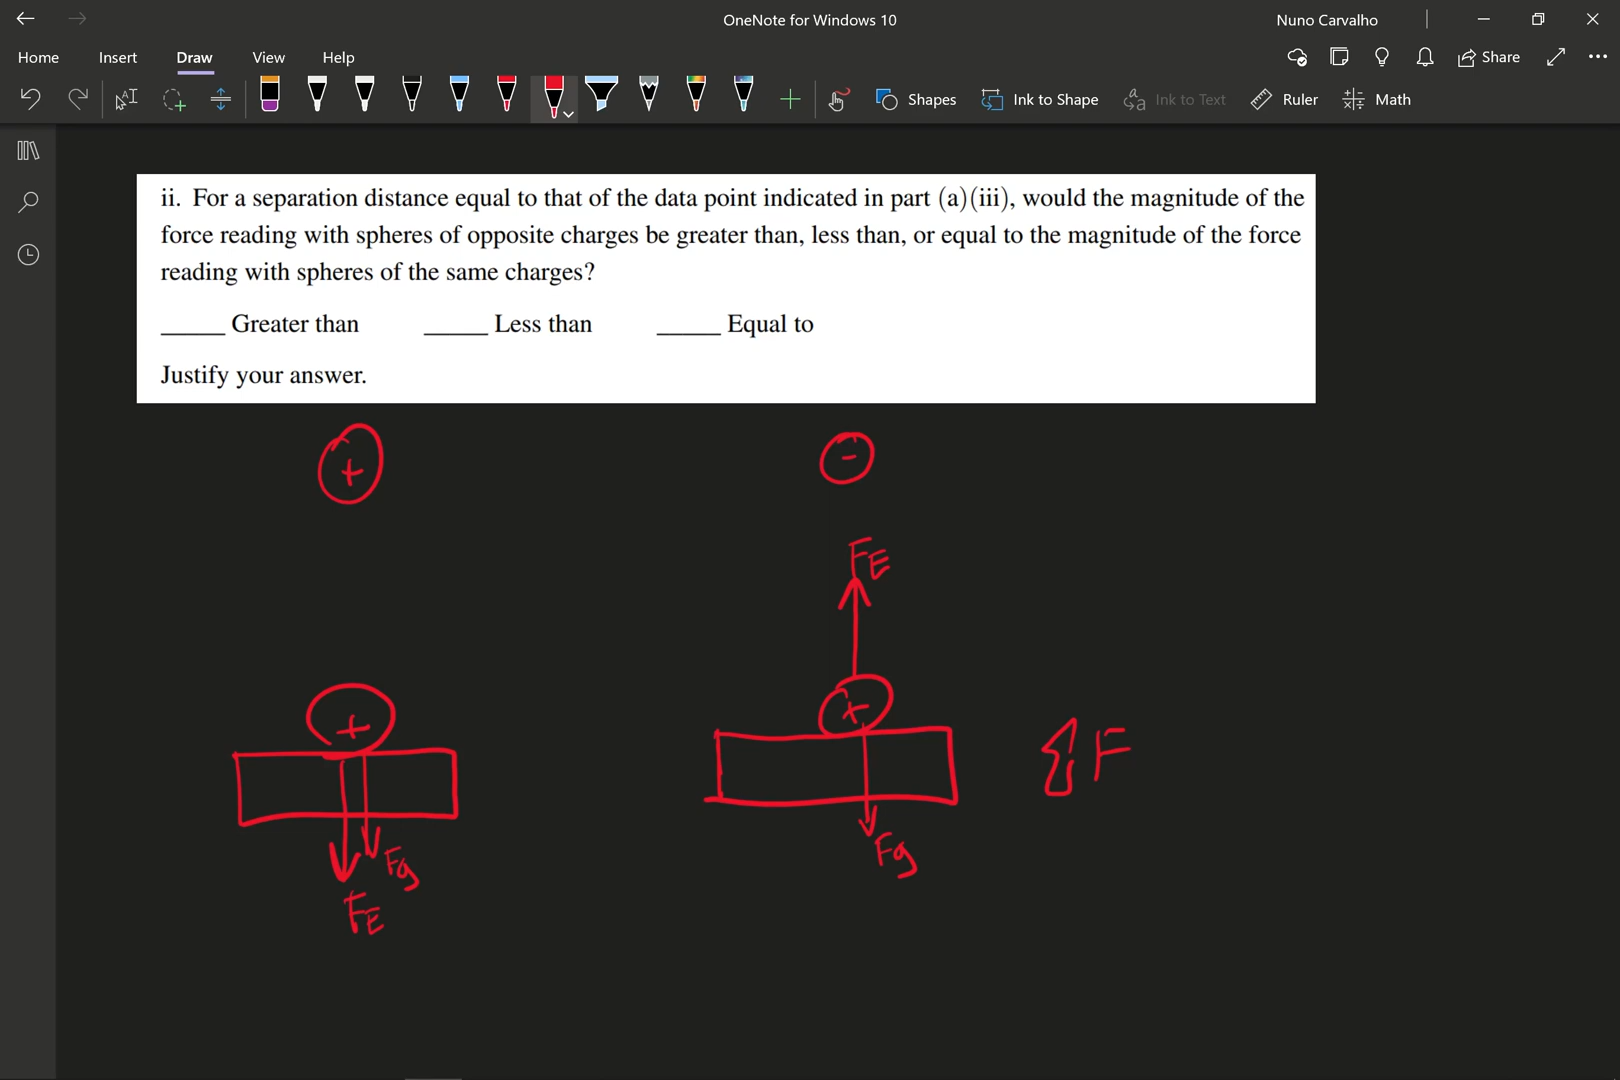 OneNote for Windows 10
Nuno Carvalho
Home Insert Draw View Help
Share
Shapes Ink to Shape Ink to Text Ruler Math
ii. For a separation distance equal to that of the data point indicated in part (a)(iii), would the magnitude of the
force reading with spheres of opposite charges be greater than, less than, or equal to the magnitude of the force
reading with spheres of the same charges?
_____ Greater than _____ Less than _____ Equal to
Justify your answer.
+ -
FE
+ +
ΣF
Fg Fg
FE